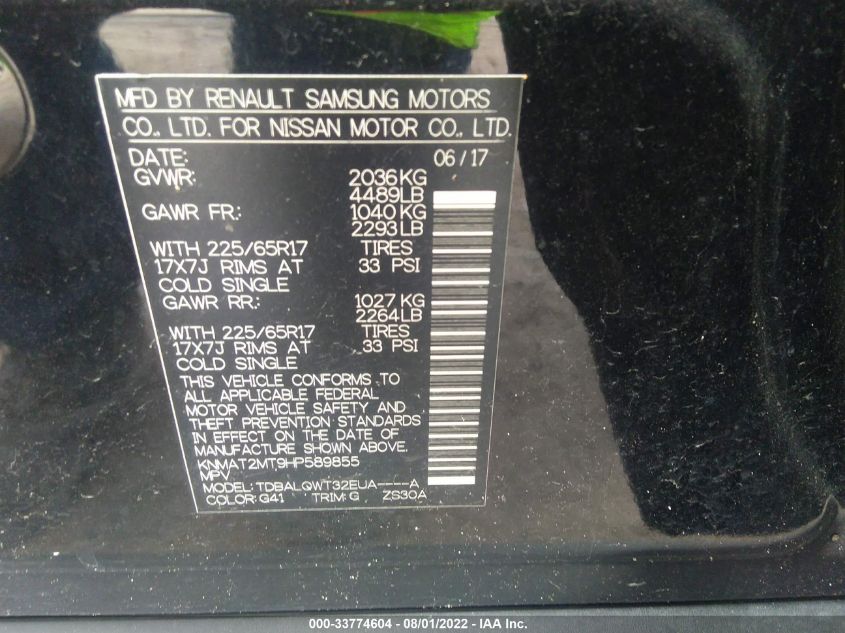 MFD BY RENAULT SAMSUNG MOTORS
CO., LTD. FOR NISSAN MOTOR CO., LTD.
DATE: 06/17
GVWR: 2036KG
4489LB
GAWR FR: 1040KG
2293LB
WITH 225/65R17 TIRES
17X7J RIMS AT 33 PSI
COLD SINGLE
GAWR RR: 1027KG
2264LB
WITH 225/65R17 TIRES
17X7J RIMS AT 33 PSI
COLD SINGLE
THIS VEHICLE CONFORMS TO
ALL APPLICABLE FEDERAL
MOTOR VEHICLE SAFETY AND
THEFT PREVENTION STANDARDS
IN EFFECT ON THE DATE OF
MANUFACTURE SHOWN ABOVE.
KNMAT2MT9HP589855
MPV
MODEL: TDBALQWT32EUA----A
COLOR: G41 TRIM: G ZS30A
000-33774604 - 08/01/2022 - IAA Inc.